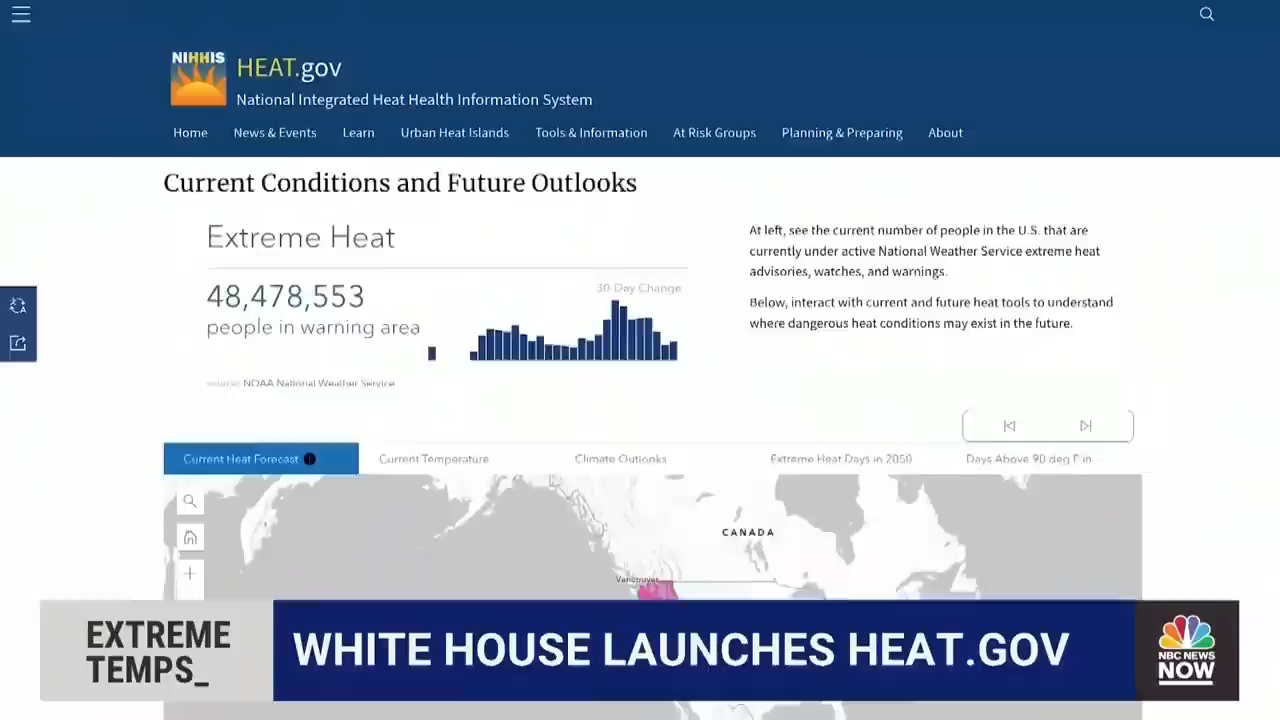 NIHHIS
HEAT.gov
National Integrated Heat Health Information System
Home News & Events Learn Urban Heat Islands Tools & Information At Risk Groups Planning & Preparing About
Current Conditions and Future Outlooks
Extreme Heat
48,478,553
people in warning area
30 Day Change
source: NOAA National Weather Service
At left, see the current number of people in the U.S. that are
currently under active National Weather Service extreme heat
advisories, watches, and warnings.
Below, interact with current and future heat tools to understand
where dangerous heat conditions may exist in the future.
Current Heat Forecast Current Temperature Climate Outlooks Extreme Heat Days in 2050 Days Above 90 deg F in
CANADA
Vancouver
EXTREME
TEMPS_
WHITE HOUSE LAUNCHES HEAT.GOV
NBC NEWS
NOW